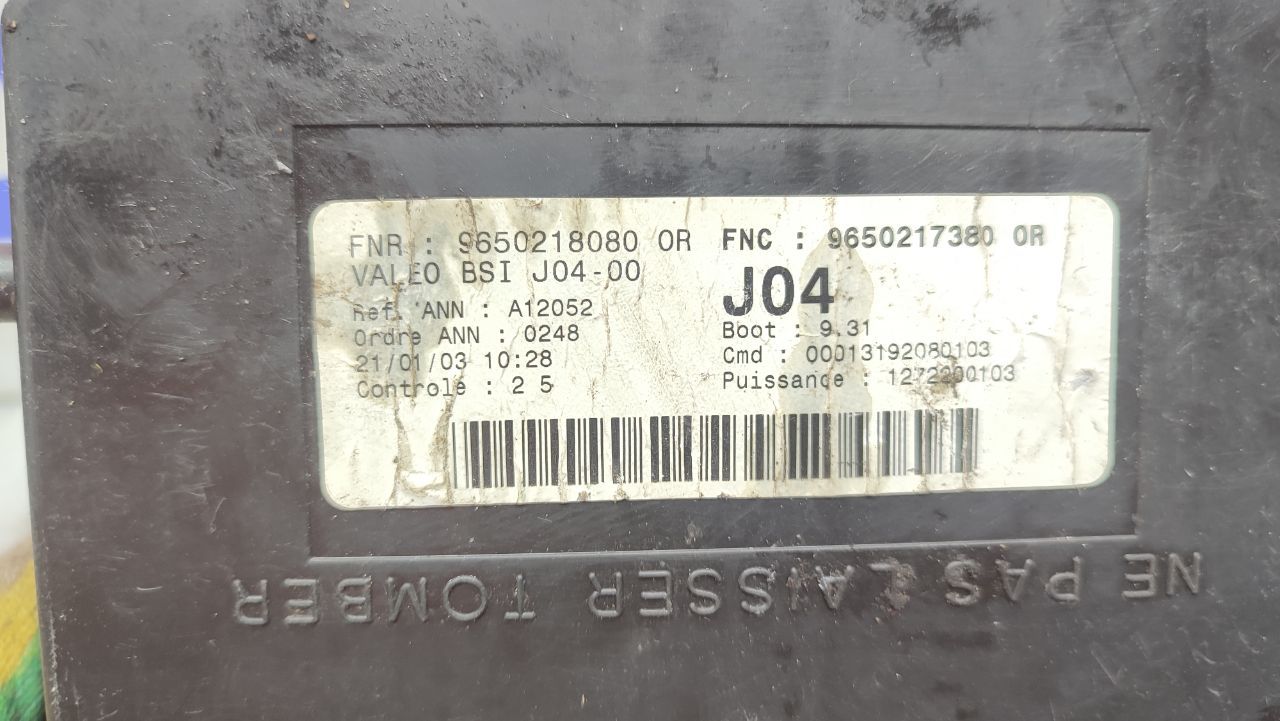 FNR : 9650218080 OR FNC : 9650217380 OR
VALEO BSI J04-00
J04
Ref. ANN : A12052
Boot : 9.31
Ordre ANN : 0248
Cmd : 00013192080103
21/01/03 10:28
Puissance : 1272200103
Controlé : 2 5
NE PAS LAISSER TOMBER